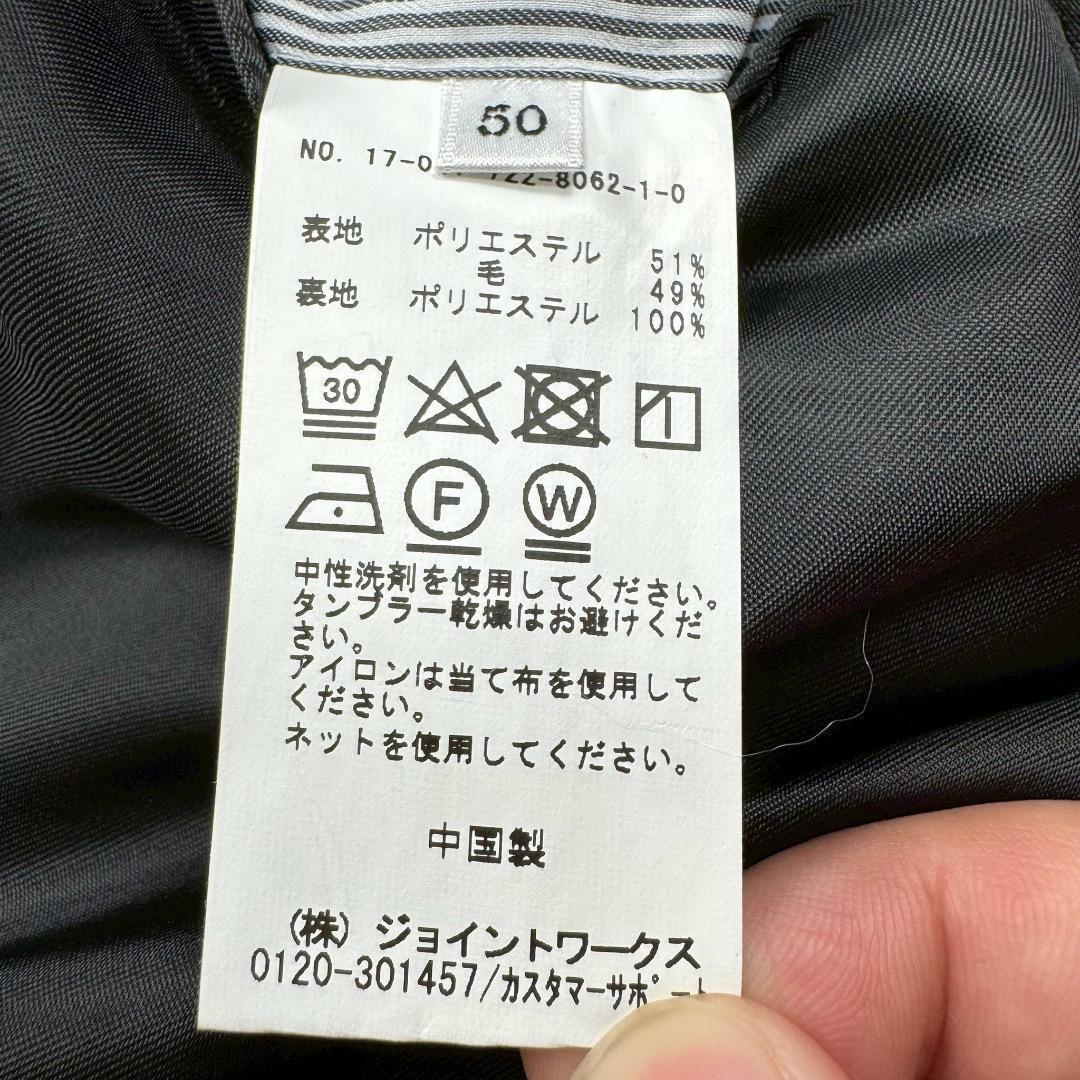 50
NO. 17-0 722-8062-1-0
表地 ポリエステル 51%
毛 49%
裏地 ポリエステル 100%
30
F W
中性洗剤を使用してください。
タンブラー乾燥はお避けくだ
さい。
アイロンは当て布を使用して
ください。
ネットを使用してください。
中国製
(株) ジョイントワークス
0120-301457/カスタマーサポート